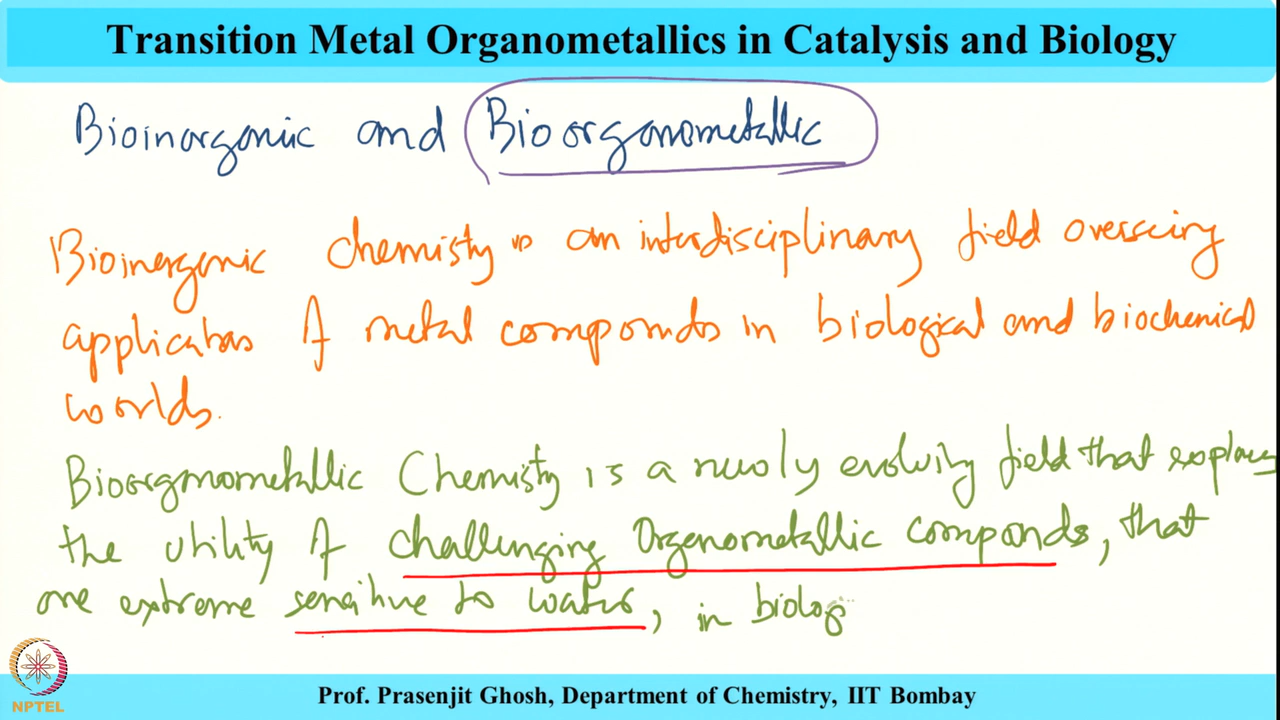 Transition Metal Organometallics in Catalysis and Biology
Bioinorganic and Bioorganometallic
Bioinorganic chemistry is an interdisciplinary field overseeing
applications of metal compounds in biological and biochemical
worlds.
Bioorganometallic Chemistry is a newly evolving field that explores
the utility of challenging Organometallic compounds, that
are extreme sensitive to water, in biolog
NPTEL
Prof. Prasenjit Ghosh, Department of Chemistry, IIT Bombay